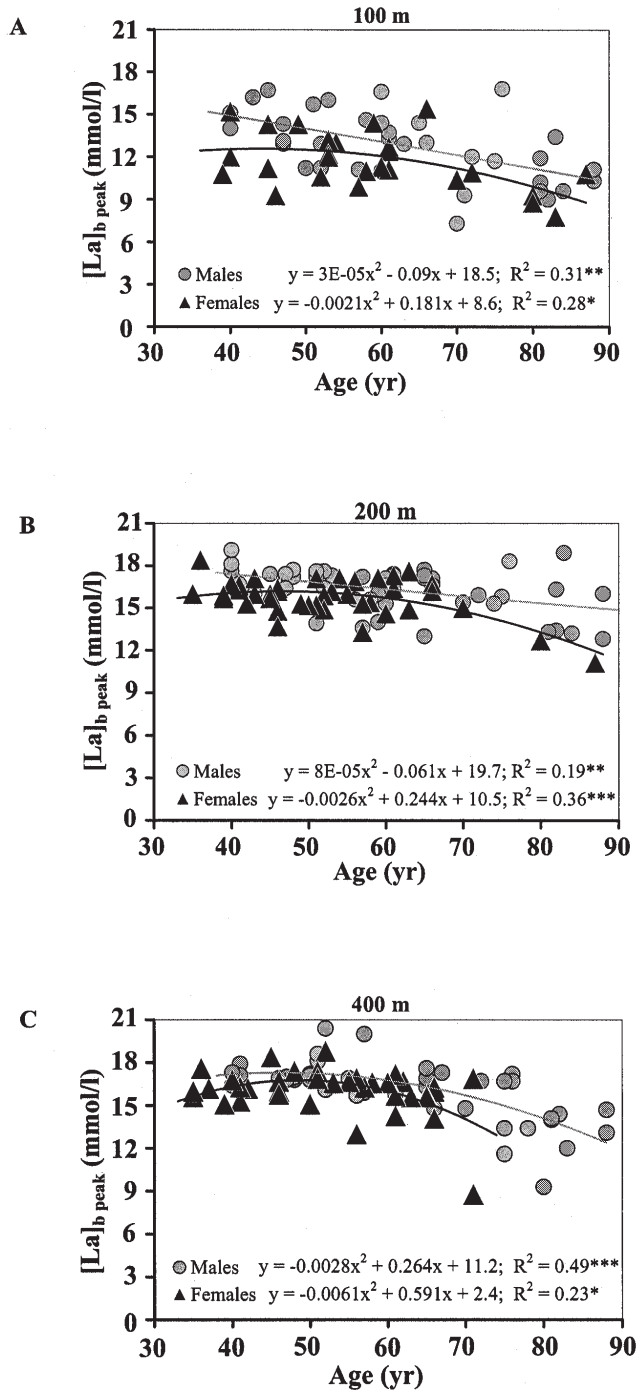 A
100 m
21
18
15
12
9
6
3
0
[La]b peak (mmol/l)
Males y = 3E-05x² - 0.09x + 18.5; R² = 0.31**
Females y = -0.0021x² + 0.181x + 8.6; R² = 0.28*
30 40 50 60 70 80 90
Age (yr)
B
200 m
21
18
15
12
9
6
3
0
[La]b peak (mmol/l)
Males y = 8E-05x² - 0.061x + 19.7; R² = 0.19**
Females y = -0.0026x² + 0.244x + 10.5; R² = 0.36***
30 40 50 60 70 80 90
Age (yr)
C
400 m
21
18
15
12
9
6
3
0
[La]b peak (mmol/l)
Males y = -0.0028x² + 0.264x + 11.2; R² = 0.49***
Females y = -0.0061x² + 0.591x + 2.4; R² = 0.23*
30 40 50 60 70 80 90
Age (yr)